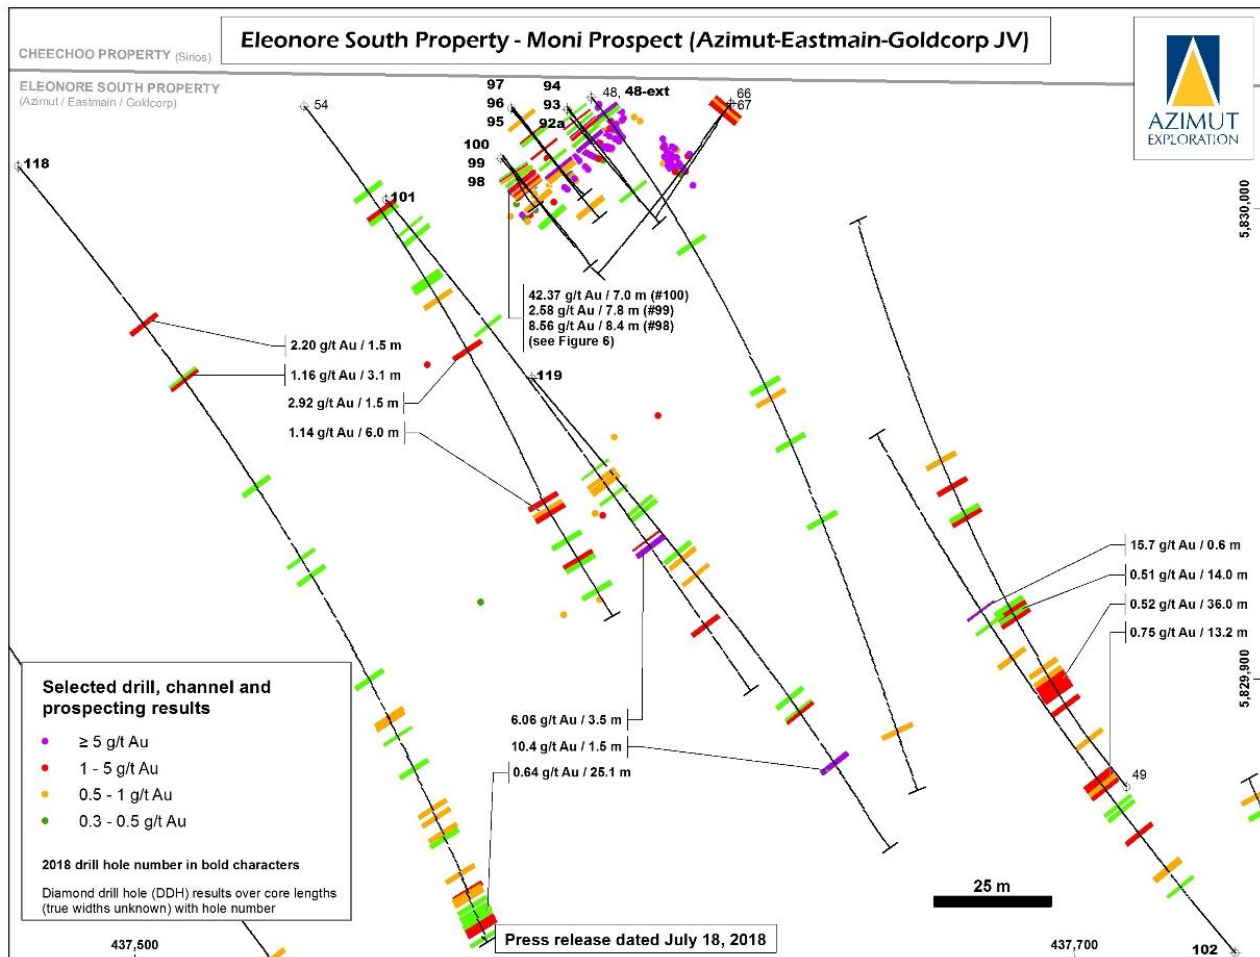 Eleonore South Property - Moni Prospect (Azimut-Eastmain-Goldcorp JV)
CHEECHOO PROPERTY (Sirios)
ELEONORE SOUTH PROPERTY
(Azimut / Eastmain / Goldcorp)
AZIMUT
EXPLORATION
97
94
48, 48-ext
66
67
96
93
95
92a
54
100
99
98
118
101
5,830,000
42.37 g/t Au / 7.0 m (#100)
2.58 g/t Au / 7.8 m (#99)
8.56 g/t Au / 8.4 m (#98)
(see Figure 6)
2.20 g/t Au / 1.5 m
1.16 g/t Au / 3.1 m
2.92 g/t Au / 1.5 m
1.14 g/t Au / 6.0 m
119
15.7 g/t Au / 0.6 m
0.51 g/t Au / 14.0 m
0.52 g/t Au / 36.0 m
0.75 g/t Au / 13.2 m
5,829,900
6.06 g/t Au / 3.5 m
10.4 g/t Au / 1.5 m
0.64 g/t Au / 25.1 m
49
Selected drill, channel and
prospecting results
≥ 5 g/t Au
1 - 5 g/t Au
0.5 - 1 g/t Au
0.3 - 0.5 g/t Au
2018 drill hole number in bold characters
Diamond drill hole (DDH) results over core lengths
(true widths unknown) with hole number
25 m
Press release dated July 18, 2018
437,500
437,700
102